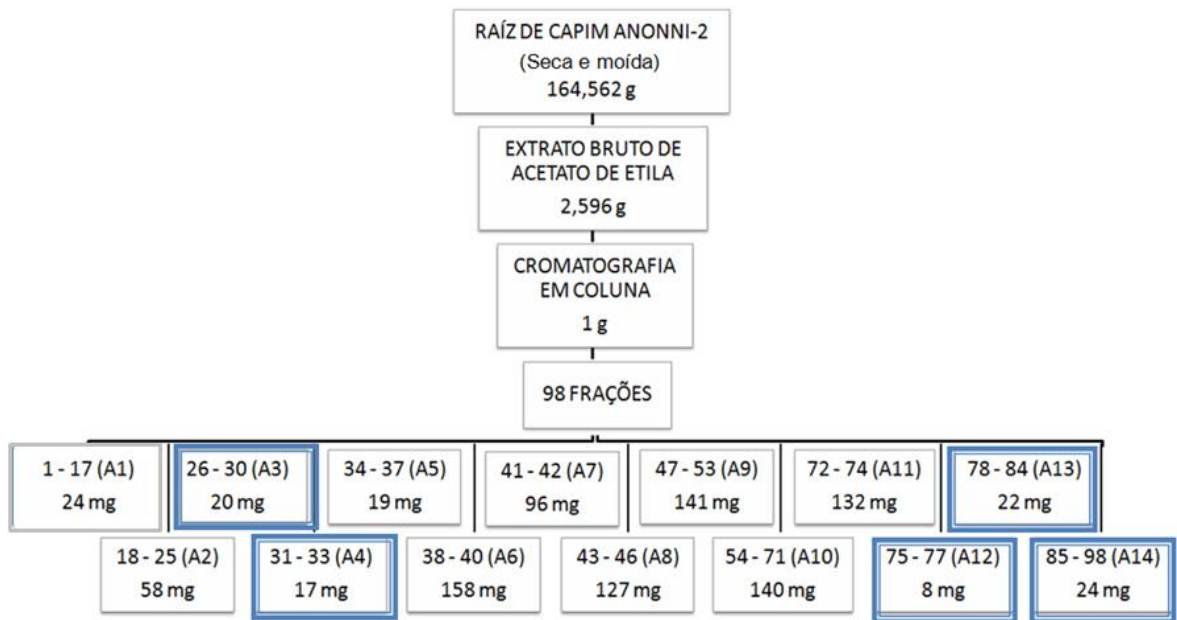 RAÍZ DE CAPIM ANONNI-2
(Seca e moída)
164,562 g
EXTRATO BRUTO DE
ACETATO DE ETILA
2,596 g
CROMATOGRAFIA
EM COLUNA
1 g
98 FRAÇÕES
1 - 17 (A1)
24 mg
26 - 30 (A3)
20 mg
34 - 37 (A5)
19 mg
41 - 42 (A7)
96 mg
47 - 53 (A9)
141 mg
72 - 74 (A11)
132 mg
78 - 84 (A13)
22 mg
18 - 25 (A2)
58 mg
31 - 33 (A4)
17 mg
38 - 40 (A6)
158 mg
43 - 46 (A8)
127 mg
54 - 71 (A10)
140 mg
75 - 77 (A12)
8 mg
85 - 98 (A14)
24 mg